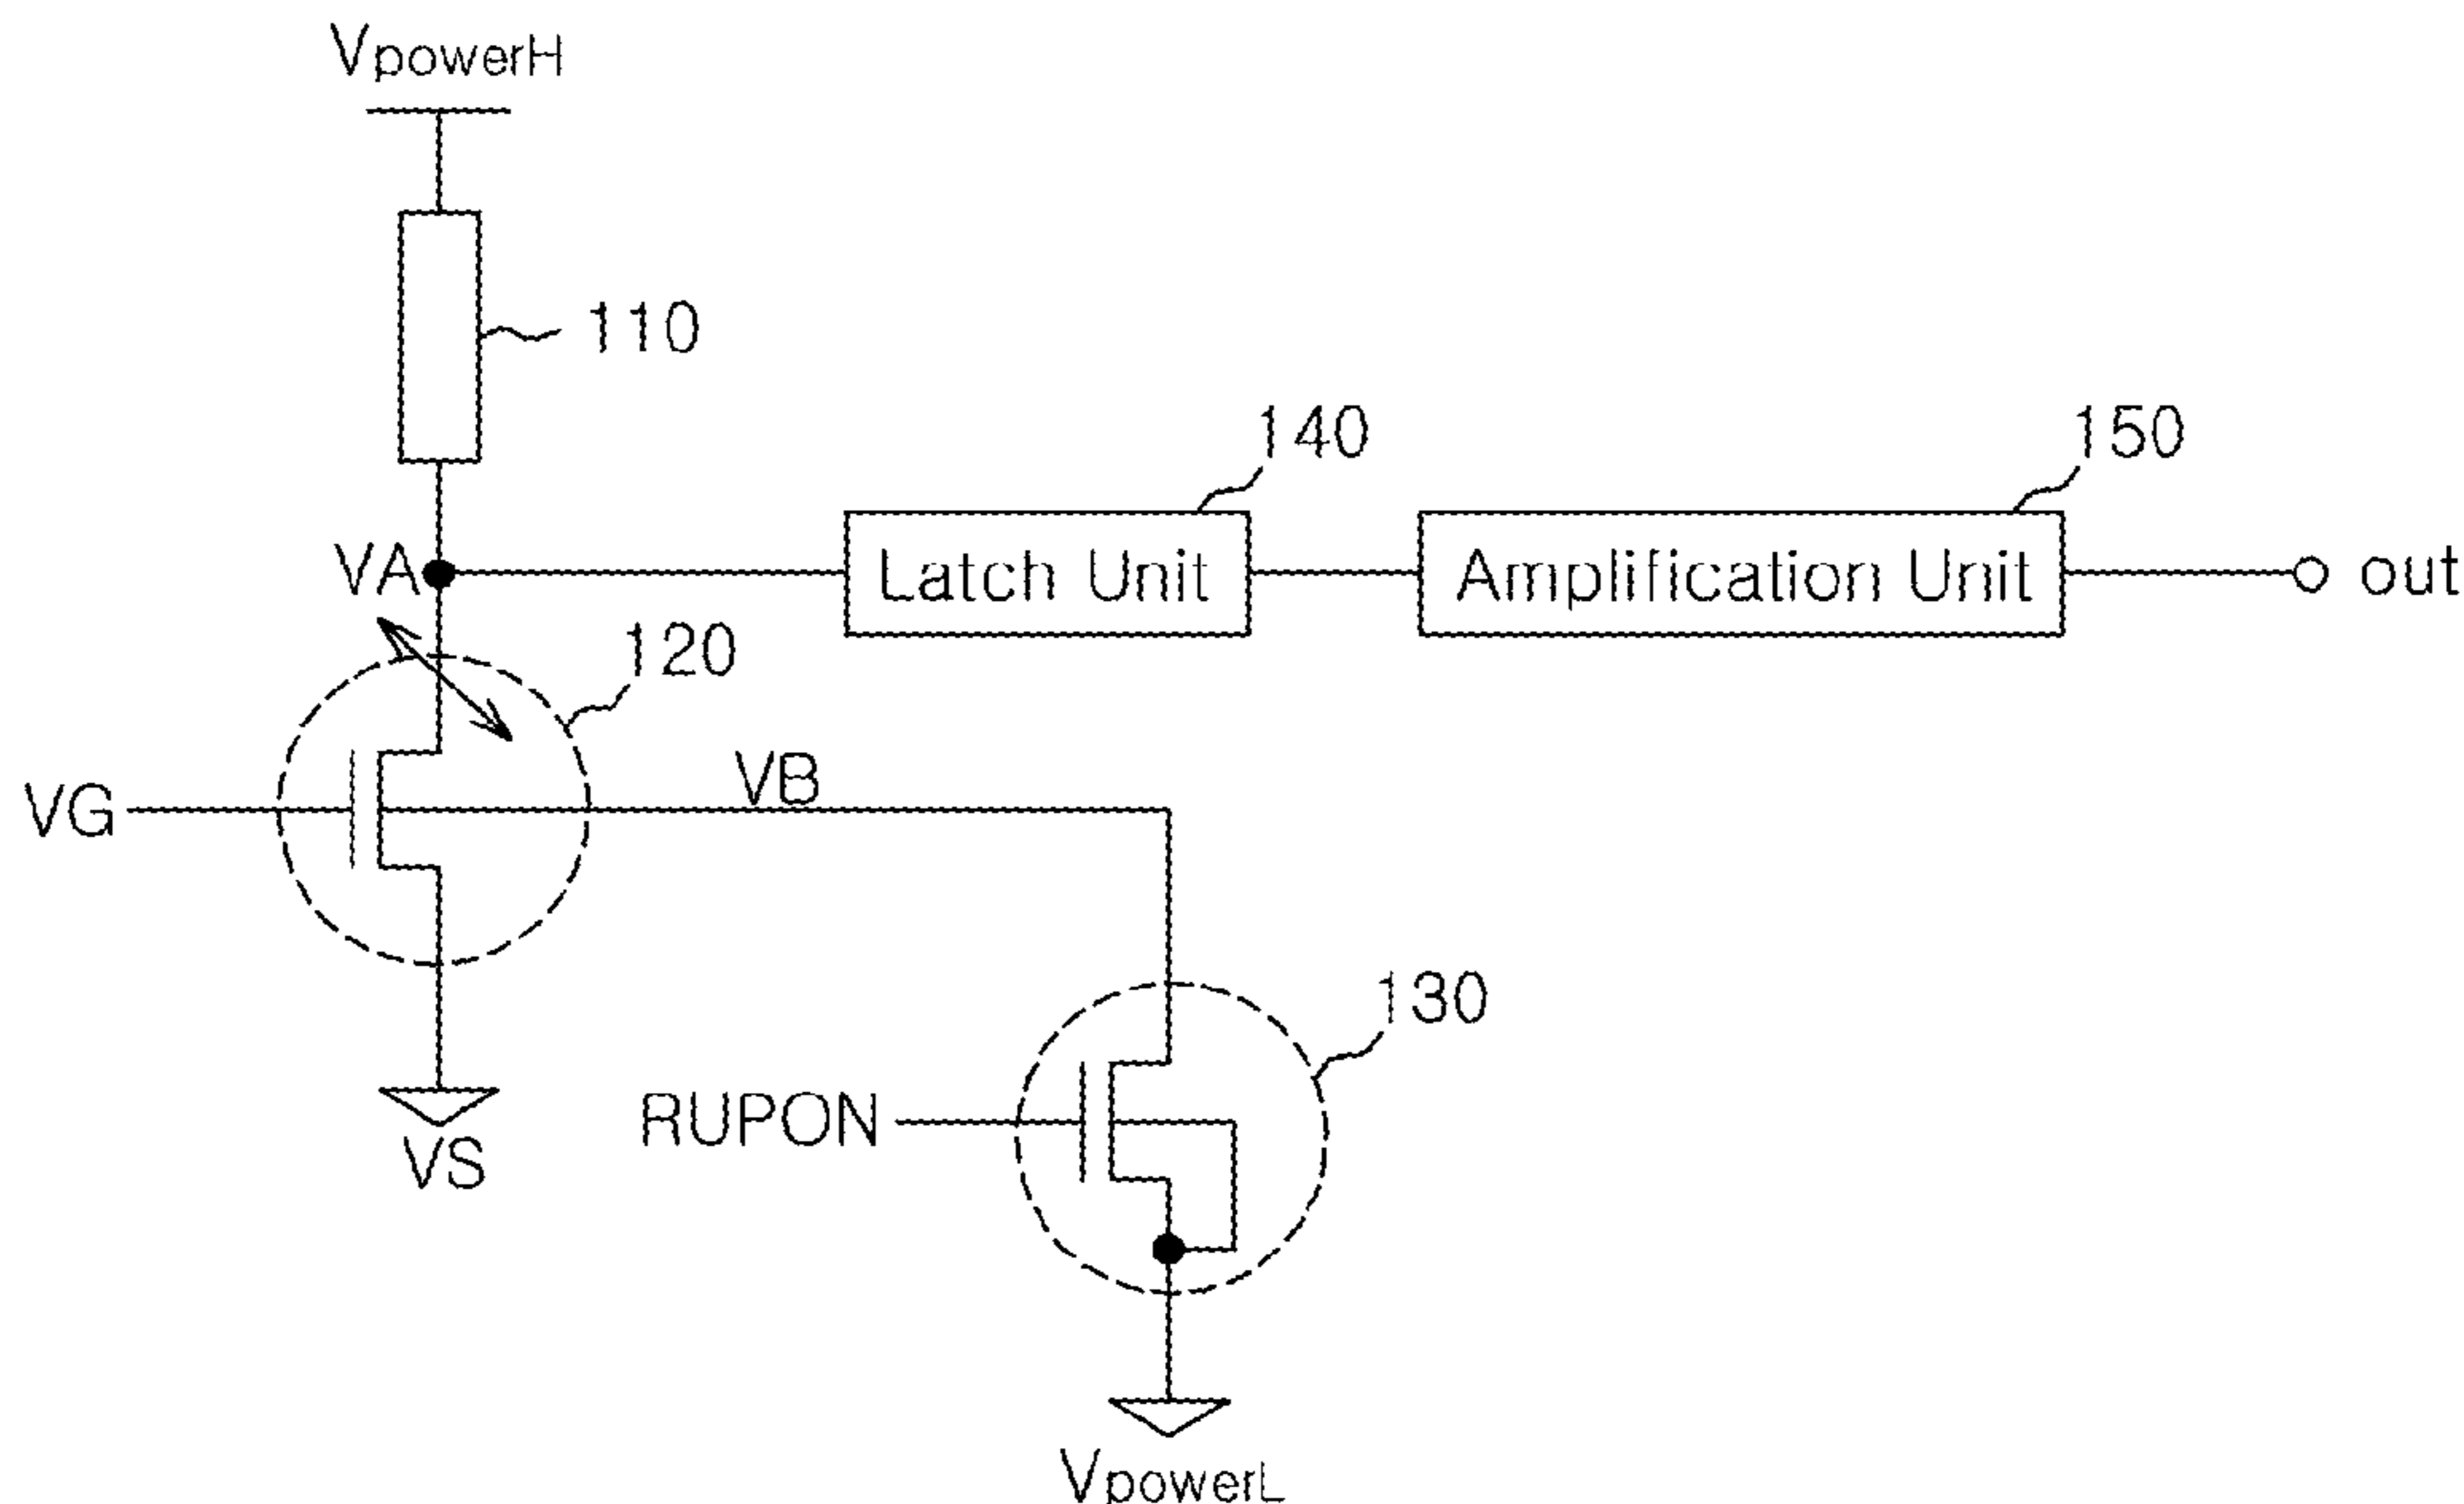 VpowerH
110
140
150
VA
Latch Unit
Amplification Unit
out
120
VB
VG
130
RUPON
VS
VpowerL